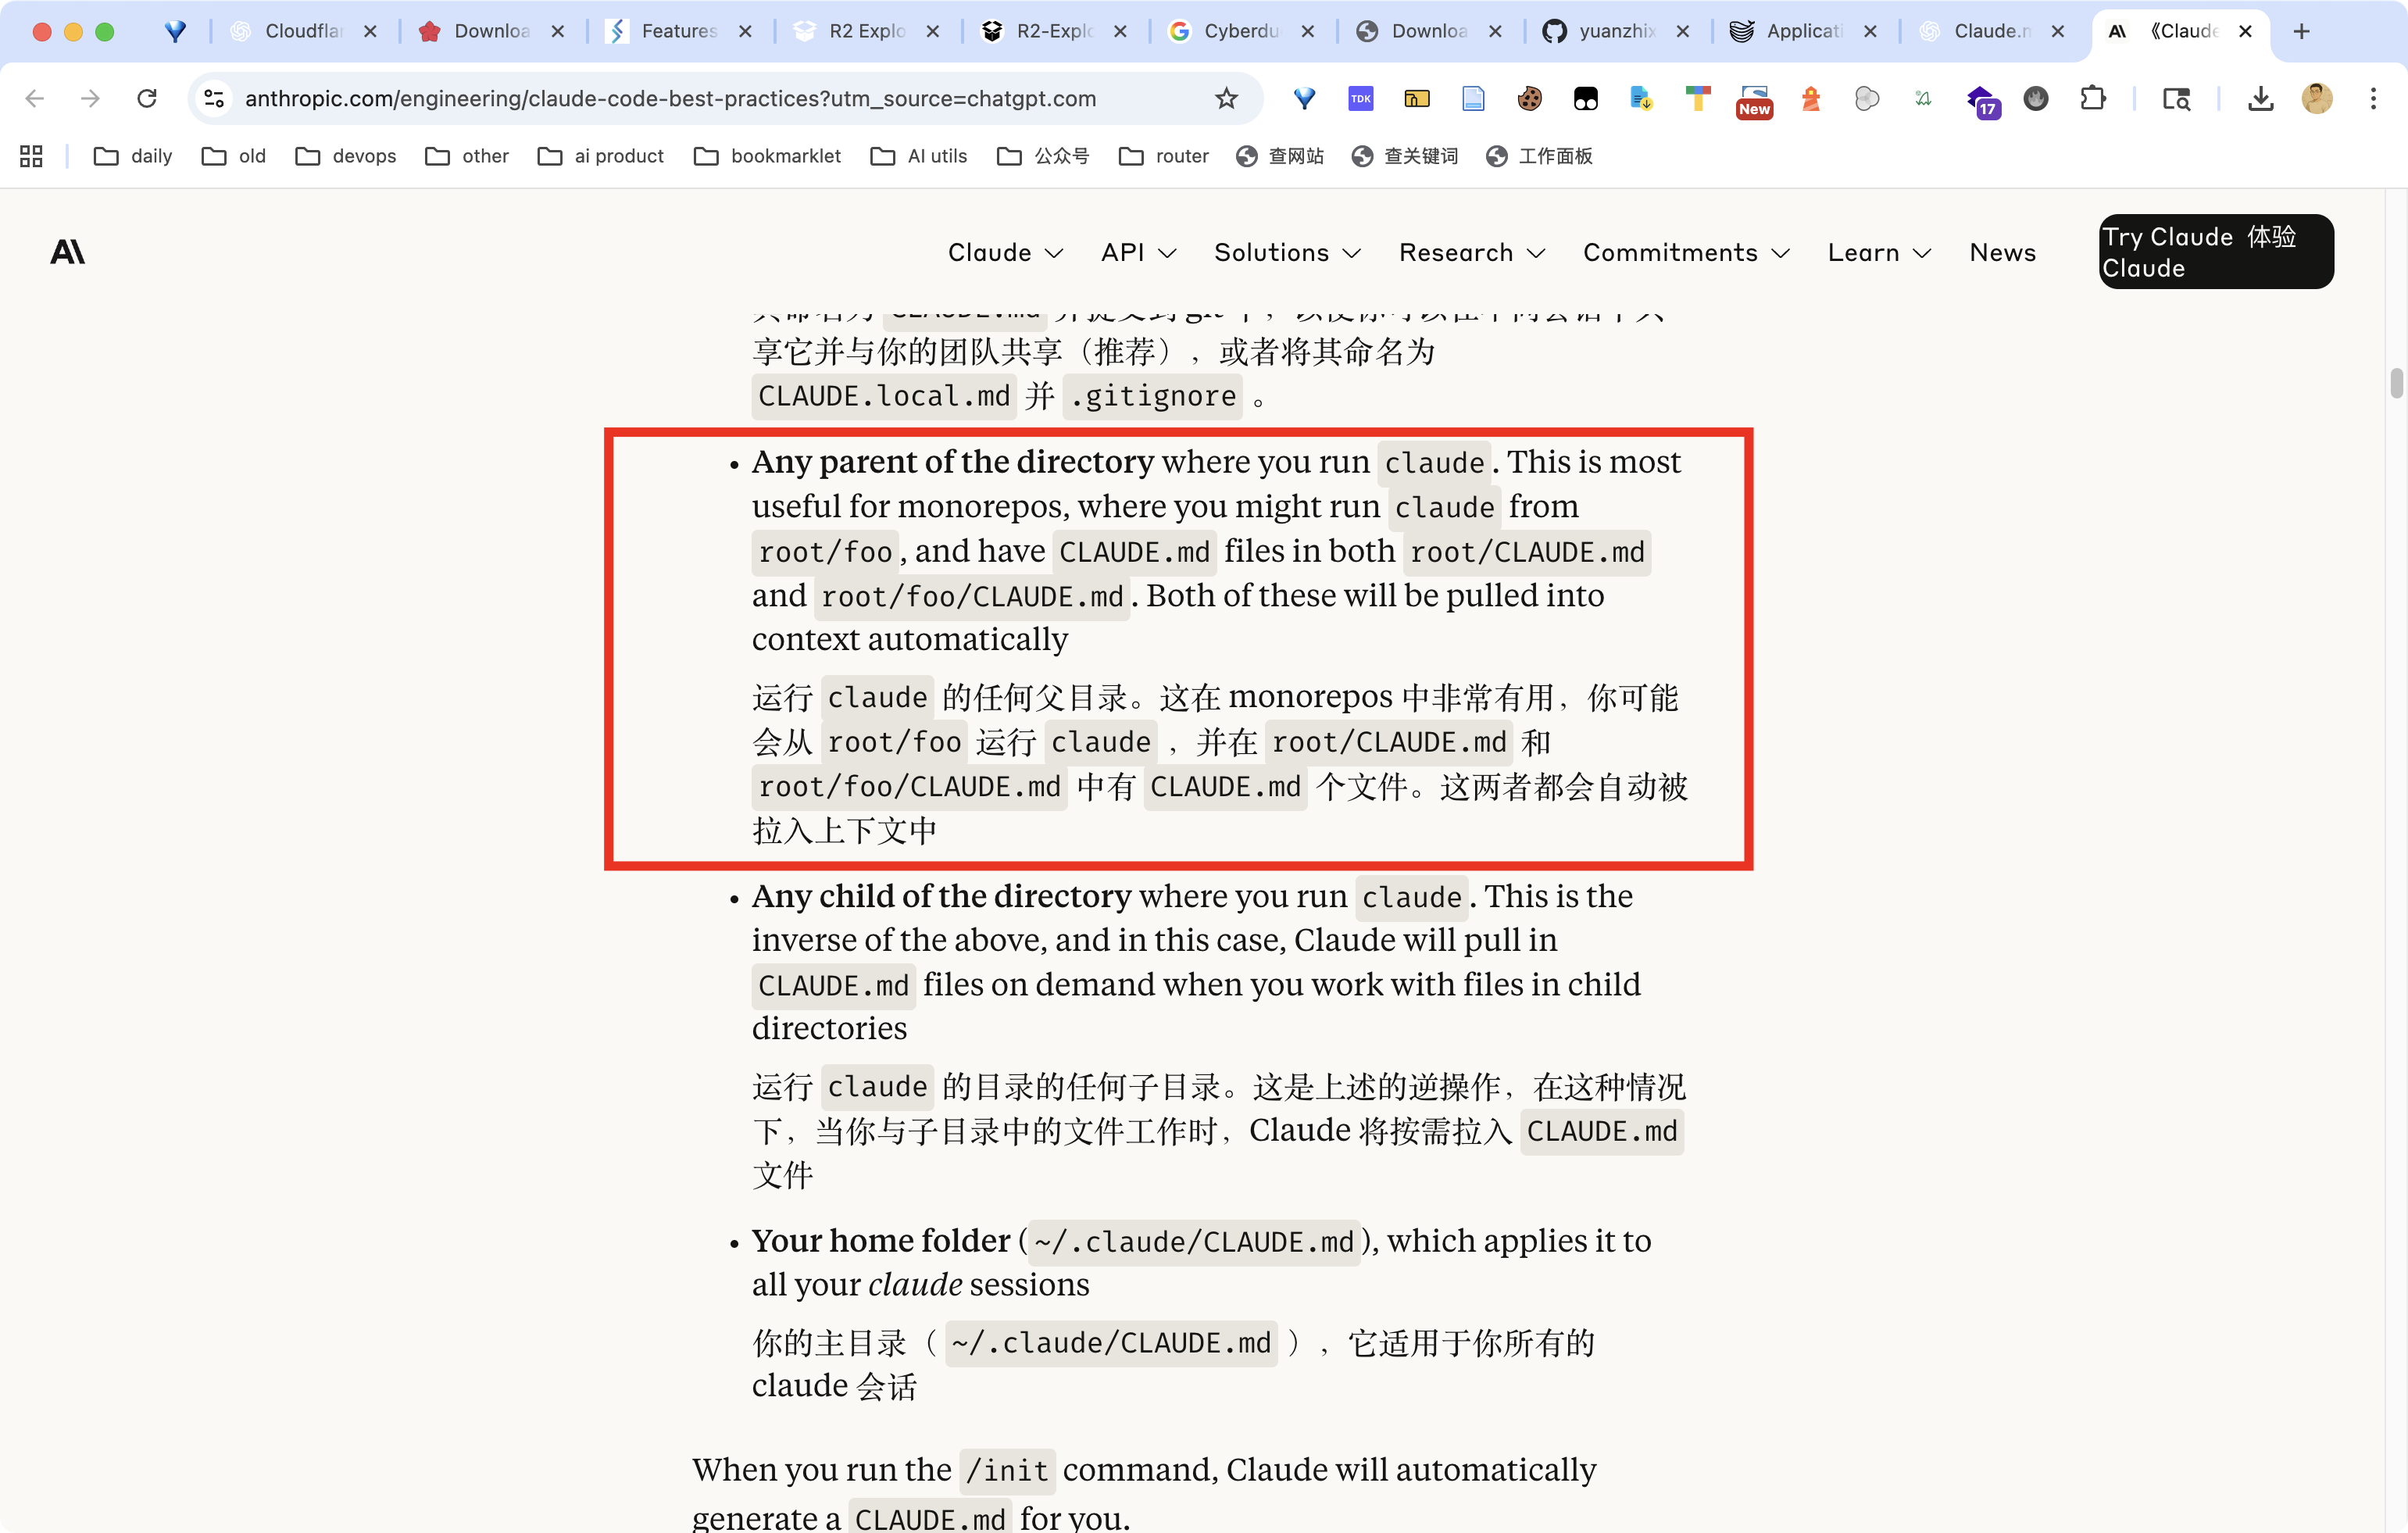 Cloudfla
Downloa
Features
R2 Explo
R2-Explo
Cyberdu
Downloa
yuanzhix
Applicati
Claude.m
《Claude
anthropic.com/engineering/claude-code-best-practices?utm_source=chatgpt.com
TDK
New
17
daily
old
devops
other
ai product
bookmarklet
AI utils
公众号
router
查网站
查关键词
工作面板
Claude
API
Solutions
Research
Commitments
Learn
News
Try Claude 体验
Claude
享它并与你的团队共享（推荐），或者将其命名为
CLAUDE.local.md 并 .gitignore 。
• Any parent of the directory where you run claude. This is most
useful for monorepos, where you might run claude from
root/foo, and have CLAUDE.md files in both root/CLAUDE.md
and root/foo/CLAUDE.md. Both of these will be pulled into
context automatically
运行 claude 的任何父目录。这在 monorepos 中非常有用，你可能
会从 root/foo 运行 claude ，并在 root/CLAUDE.md 和
root/foo/CLAUDE.md 中有 CLAUDE.md 个文件。这两者都会自动被
拉入上下文中
• Any child of the directory where you run claude. This is the
inverse of the above, and in this case, Claude will pull in
CLAUDE.md files on demand when you work with files in child
directories
运行 claude 的目录的任何子目录。这是上述的逆操作，在这种情况
下，当你与子目录中的文件工作时，Claude 将按需拉入 CLAUDE.md
文件
• Your home folder (~/.claude/CLAUDE.md), which applies it to
all your claude sessions
你的主目录（ ~/.claude/CLAUDE.md ），它适用于你所有的
claude 会话
When you run the /init command, Claude will automatically
generate a CLAUDE.md for you.